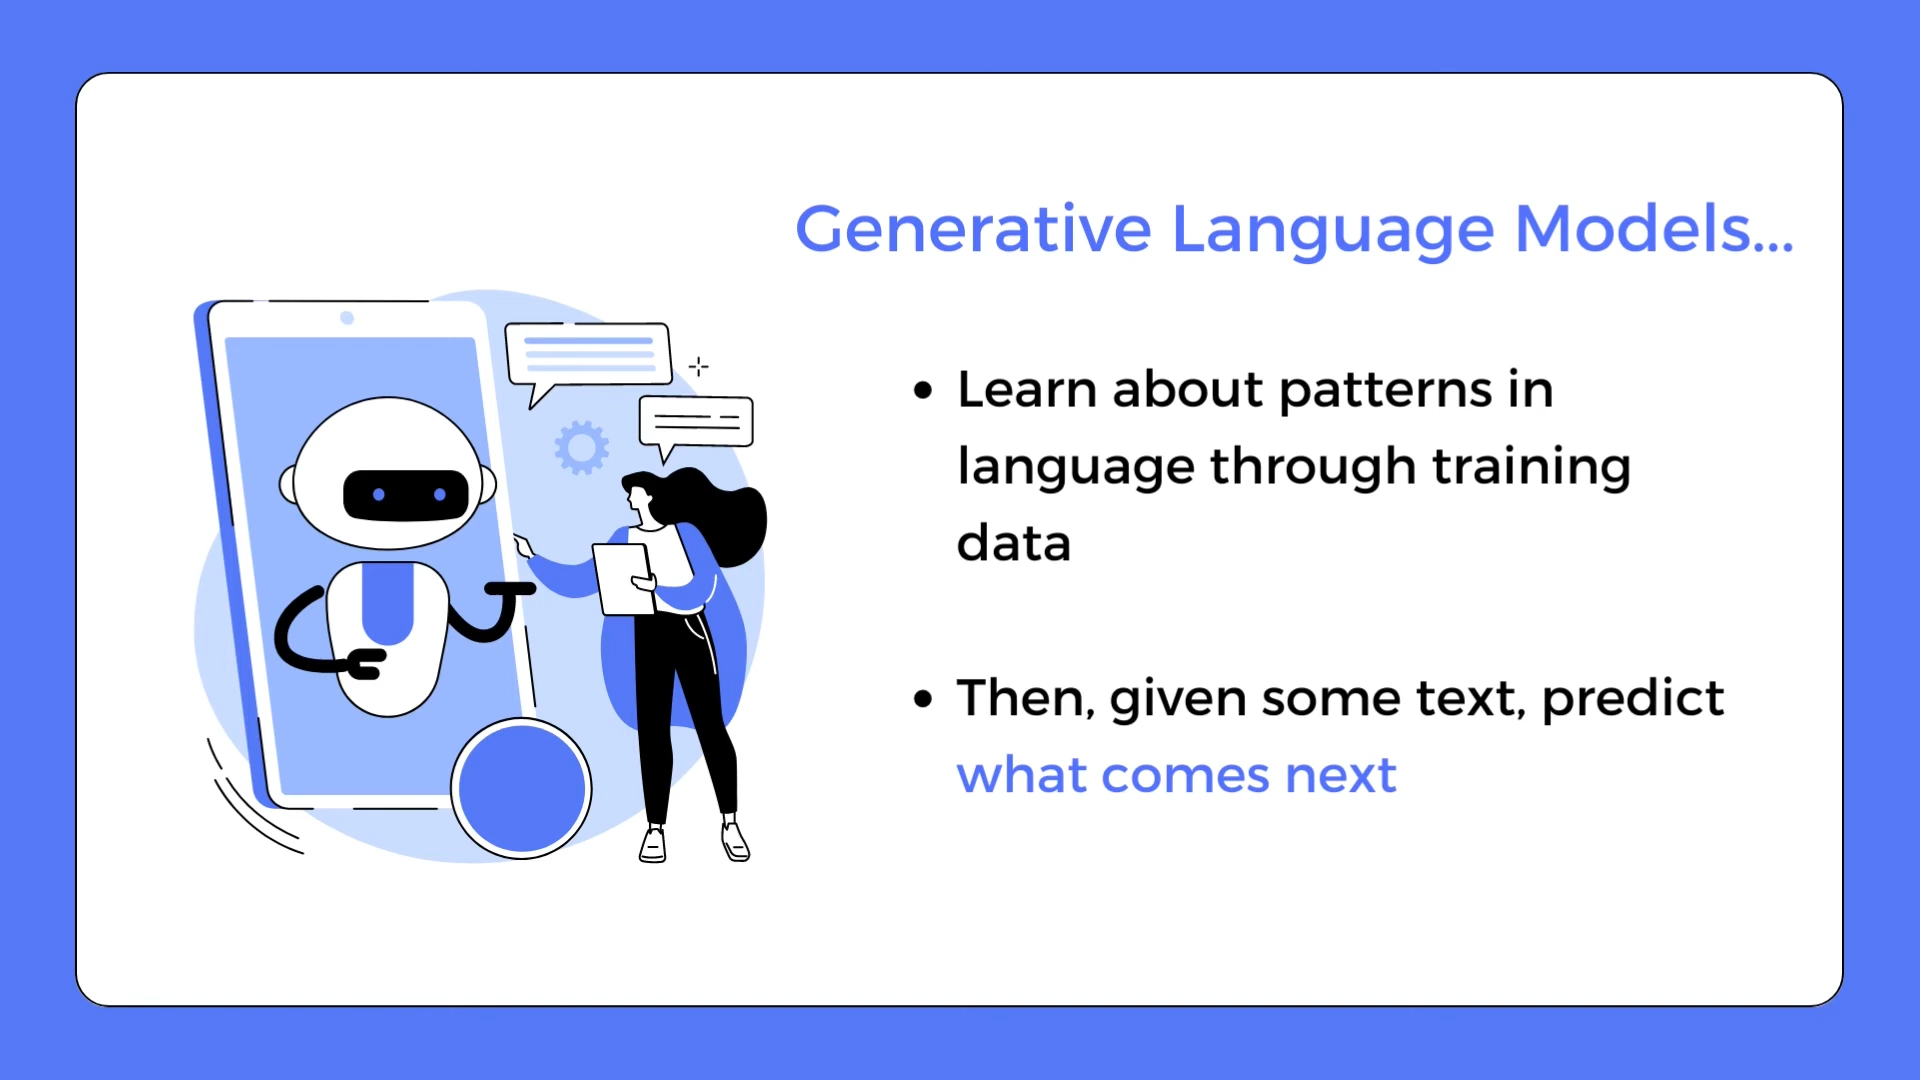 Generative Language Models...
• Learn about patterns in
language through training
data
• Then, given some text, predict
what comes next